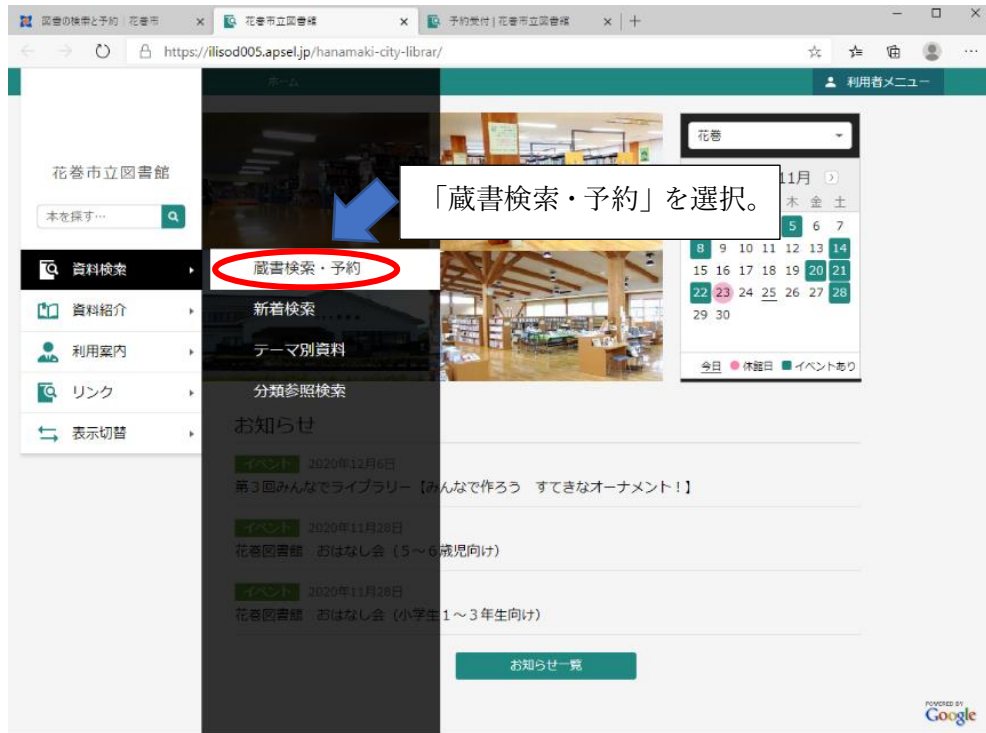 図書の検索と予約 | 花巻市
花巻市立図書館
予約受付 | 花巻市立図書館
https://ilisod005.apsel.jp/hanamaki-city-librar/
ホーム
利用者メニュー
花巻市立図書館
本を探す…
資料検索
資料紹介
利用案内
リンク
表示切替
蔵書検索・予約
新着検索
テーマ別資料
分類参照検索
「蔵書検索・予約」を選択。
花巻
11月
木 金 土
5 6 7
8 9 10 11 12 13 14
15 16 17 18 19 20 21
22 23 24 25 26 27 28
29 30
今日 休館日 イベントあり
お知らせ
イベント 2020年12月6日
第3回みんなでライブラリー【みんなで作ろう すてきなオーナメント!】
イベント 2020年11月28日
花巻図書館 おはなし会(5~6歳児向け)
イベント 2020年11月28日
花巻図書館 おはなし会(小学生1~3年生向け)
お知らせ一覧
POWERED BY
Google